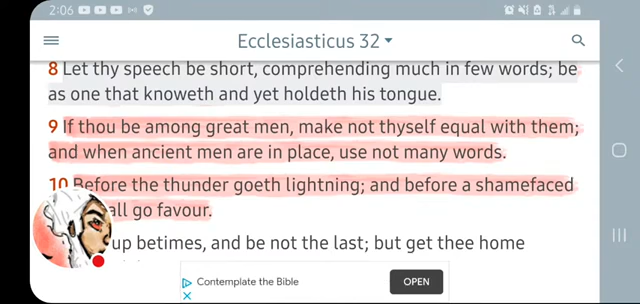 2:06
Ecclesiasticus 32
8 Let thy speech be short, comprehending much in few words; be
as one that knoweth and yet holdeth his tongue.
9 If thou be among great men, make not thyself equal with them;
and when ancient men are in place, use not many words.
10 Before the thunder goeth lightning; and before a shamefaced
all go favour.
up betimes, and be not the last; but get thee home
Contemplate the Bible
OPEN